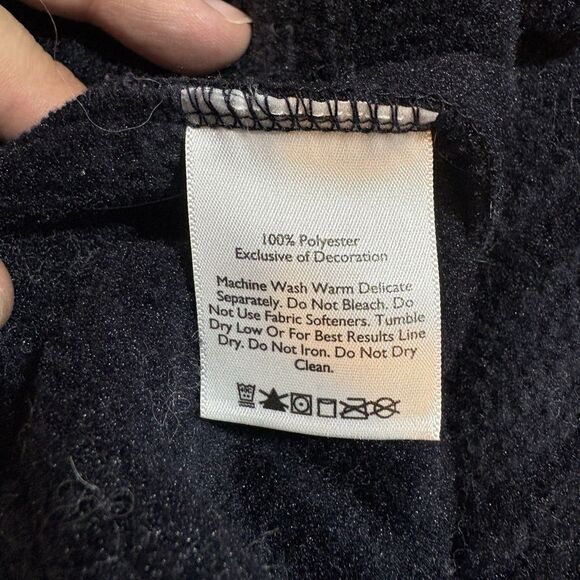 100% Polyester
Exclusive of Decoration
Machine Wash Warm Delicate
Separately. Do Not Bleach. Do
Not Use Fabric Softeners. Tumble
Dry Low Or For Best Results Line
Dry. Do Not Iron. Do Not Dry
Clean.